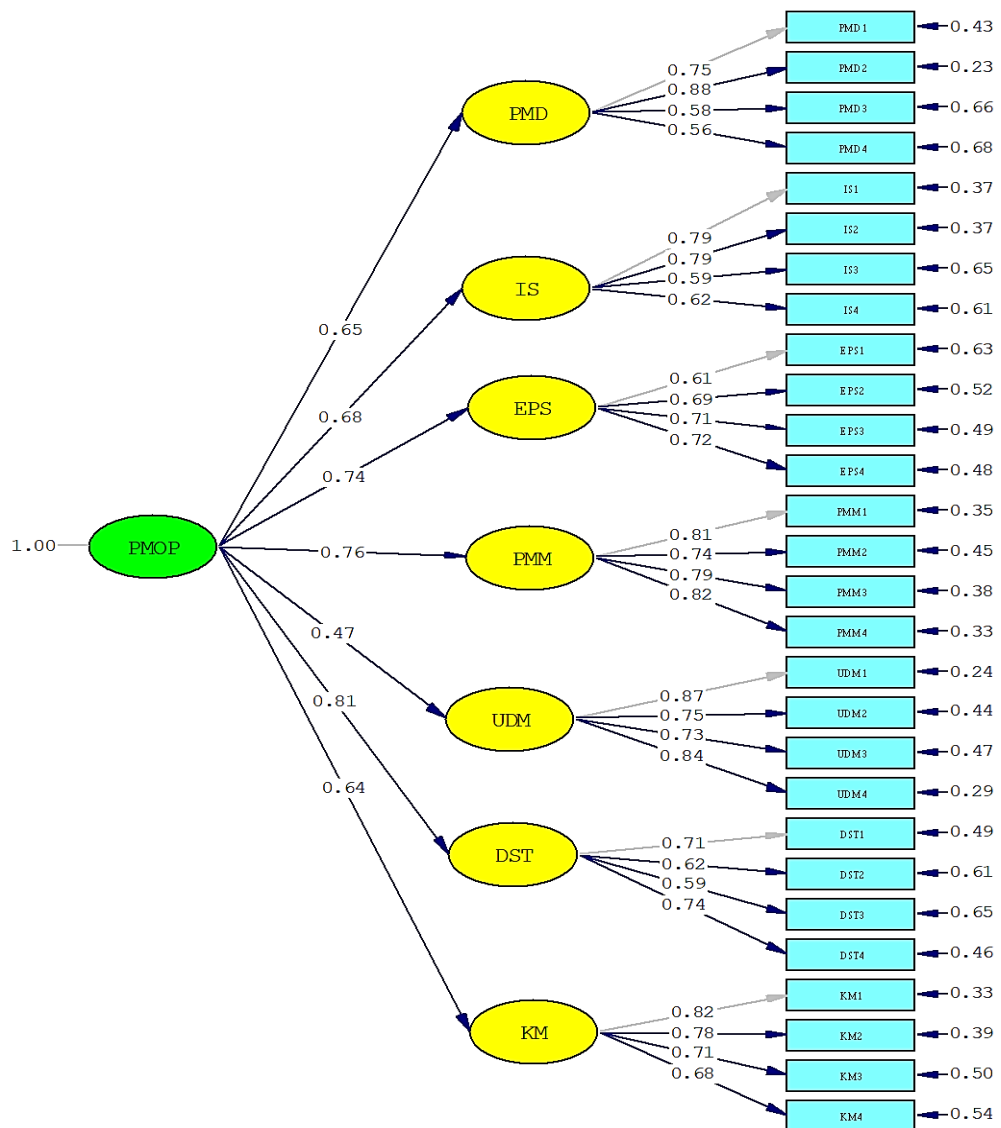 PMD1 0.43
0.75
PMD2 0.23
0.88
PMD
0.58
PMD3 0.66
0.56
PMD4 0.68
IS1 0.37
IS2 0.37
0.79
0.79
IS3 0.65
0.59
IS
0.62
IS4 0.61
0.65
EPS1 0.63
0.61
EPS2 0.52
0.69
EPS
0.68
0.71
EPS3 0.49
0.72
EPS4 0.48
0.74
PMM1 0.35
0.81
1.00 PMOP
0.76
PMM2 0.45
0.74
PMM
0.79
PMM3 0.38
0.82
PMM4 0.33
0.47
UDM1 0.24
0.87
0.81
UDM2 0.44
0.75
UDM
0.73
UDM3 0.47
0.84
UDM4 0.29
0.64
DST1 0.49
0.71
DST
0.62
DST2 0.61
0.59
DST3 0.65
0.74
DST4 0.46
KM1 0.33
0.82
KM
0.78
KM2 0.39
0.71
KM3 0.50
0.68
KM4 0.54